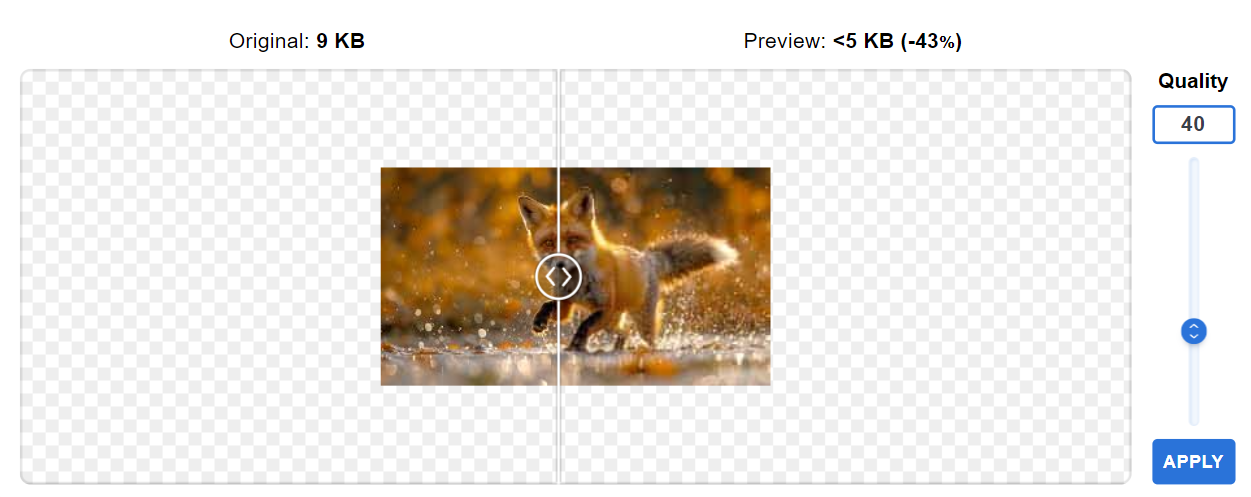 Original: 9 KB
Preview: <5 KB (-43%)
Quality
40
APPLY